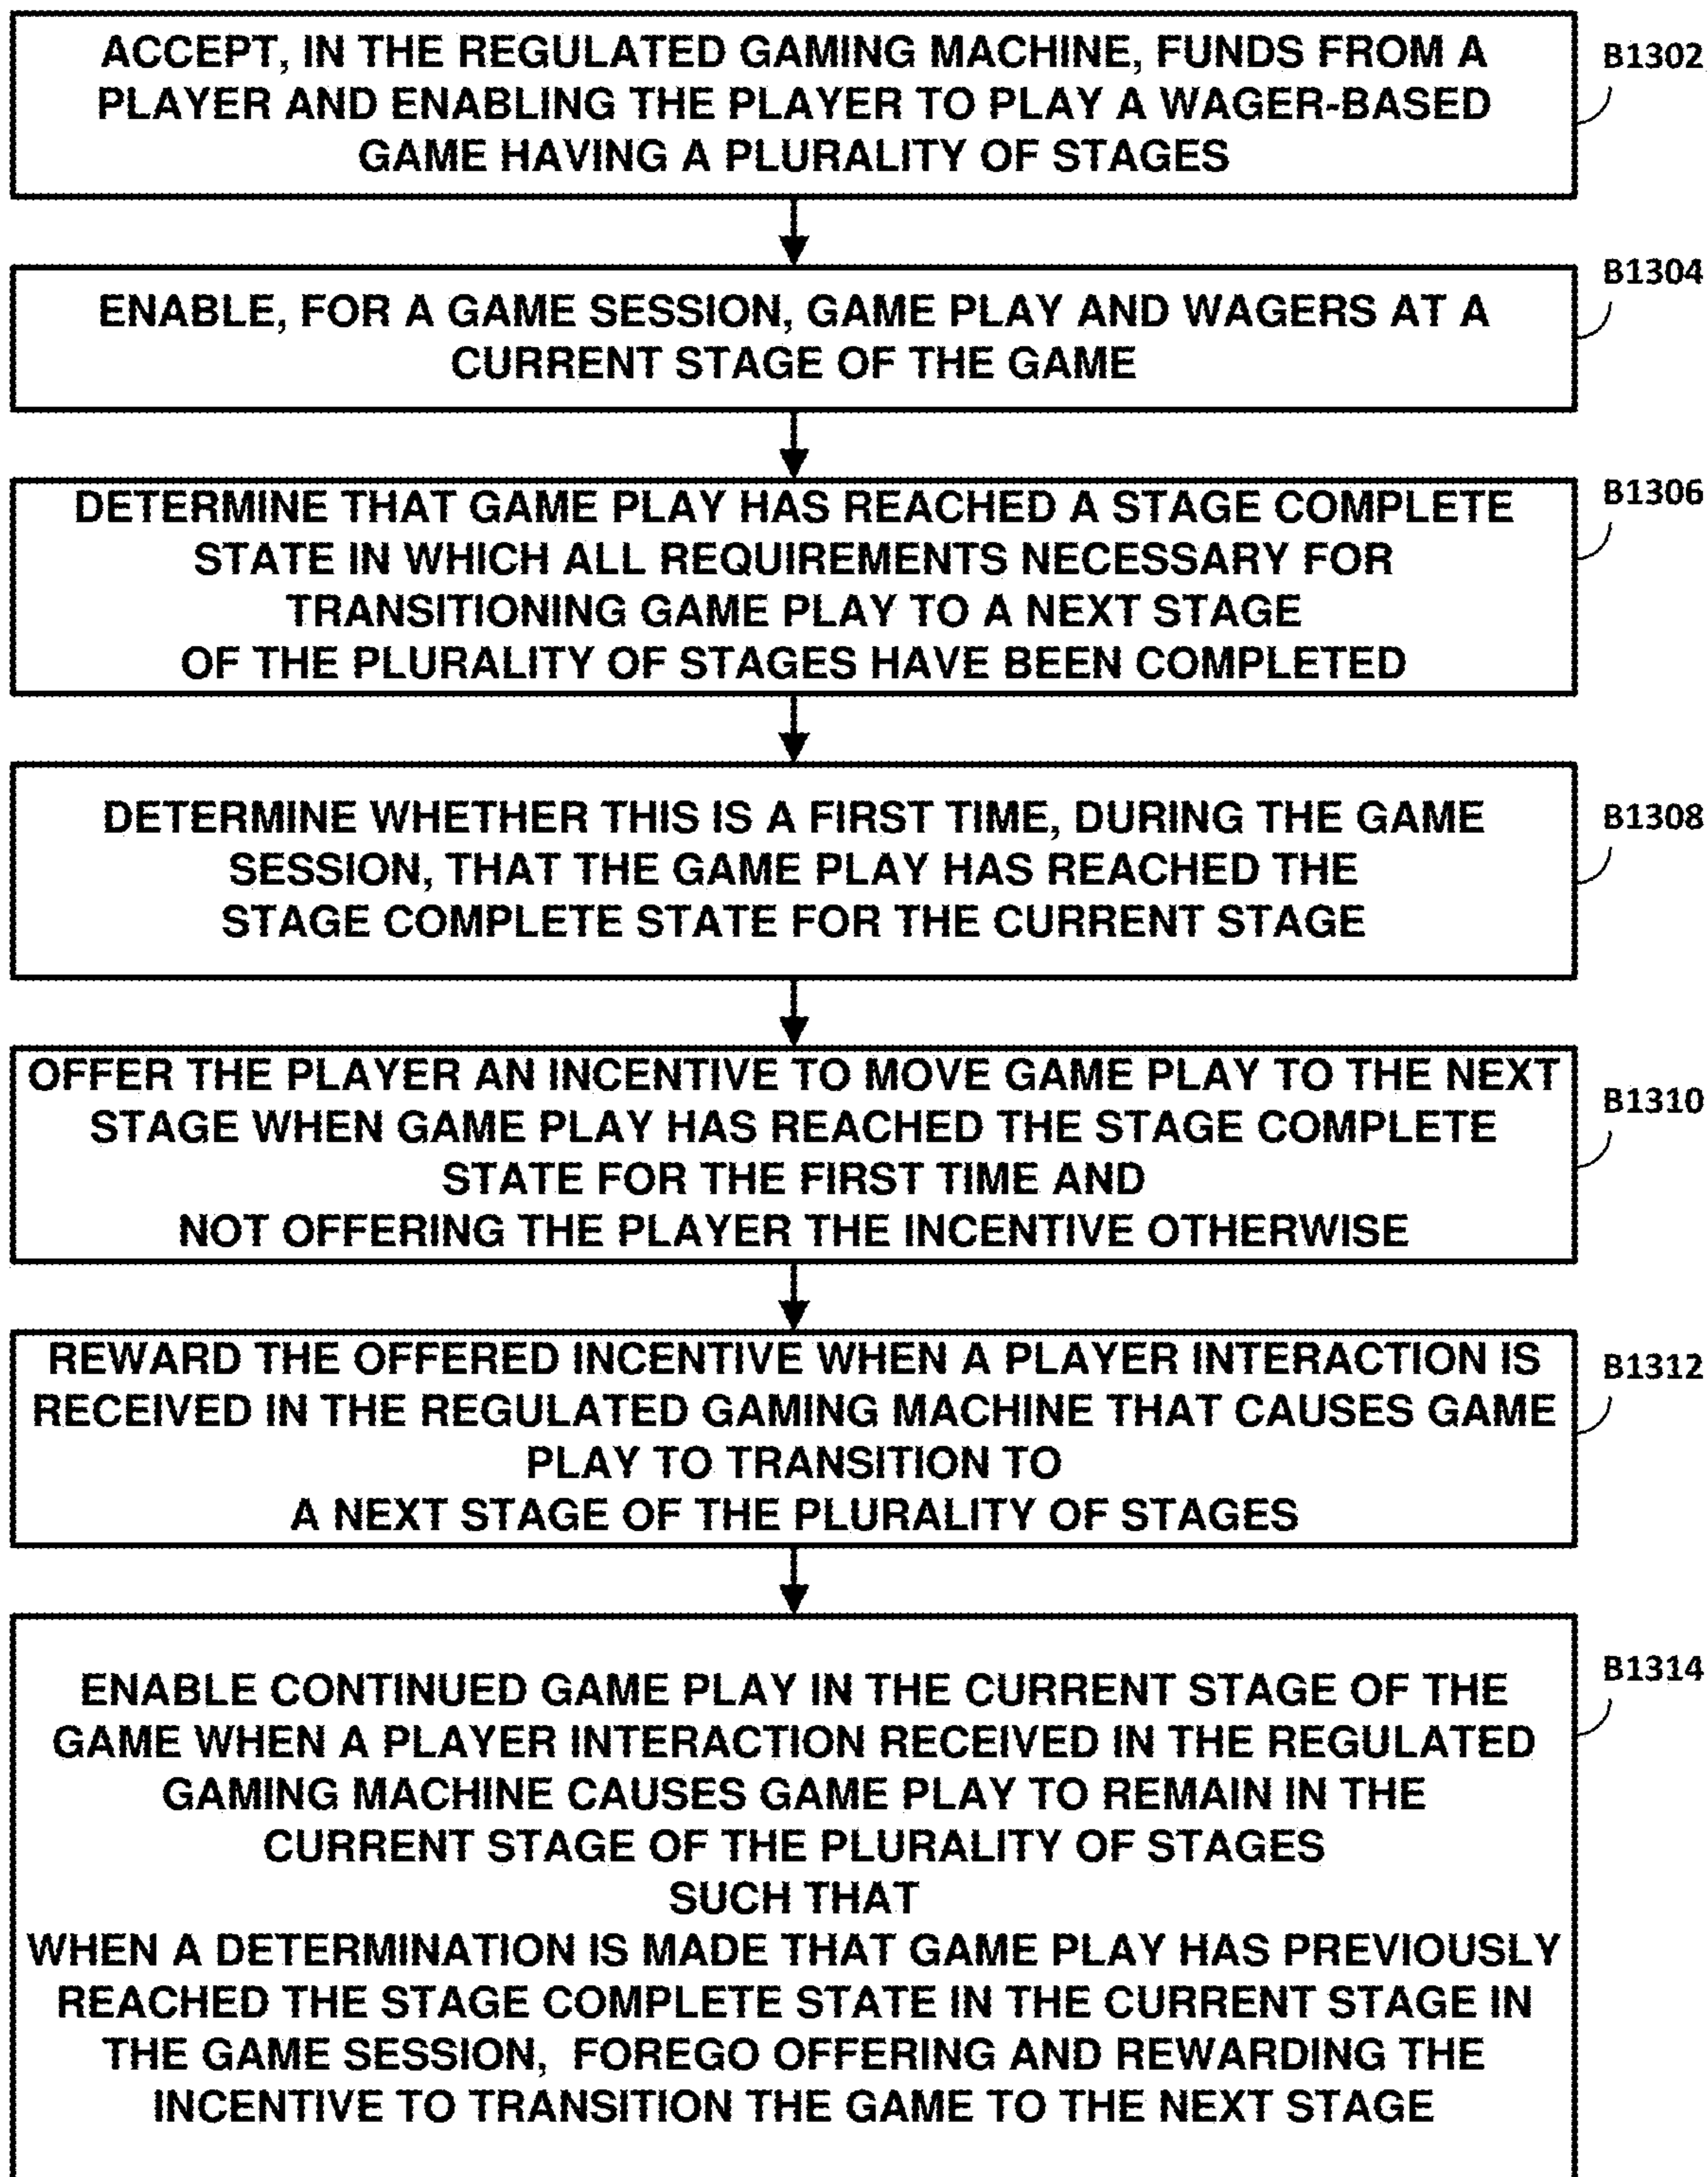 ACCEPT, IN THE REGULATED GAMING MACHINE, FUNDS FROM A
PLAYER AND ENABLING THE PLAYER TO PLAY A WAGER-BASED
GAME HAVING A PLURALITY OF STAGES
B1302
ENABLE, FOR A GAME SESSION, GAME PLAY AND WAGERS AT A
CURRENT STAGE OF THE GAME
B1304
DETERMINE THAT GAME PLAY HAS REACHED A STAGE COMPLETE
STATE IN WHICH ALL REQUIREMENTS NECESSARY FOR
TRANSITIONING GAME PLAY TO A NEXT STAGE
OF THE PLURALITY OF STAGES HAVE BEEN COMPLETED
B1306
DETERMINE WHETHER THIS IS A FIRST TIME, DURING THE GAME
SESSION, THAT THE GAME PLAY HAS REACHED THE
STAGE COMPLETE STATE FOR THE CURRENT STAGE
B1308
OFFER THE PLAYER AN INCENTIVE TO MOVE GAME PLAY TO THE NEXT
STAGE WHEN GAME PLAY HAS REACHED THE STAGE COMPLETE
STATE FOR THE FIRST TIME AND
NOT OFFERING THE PLAYER THE INCENTIVE OTHERWISE
B1310
REWARD THE OFFERED INCENTIVE WHEN A PLAYER INTERACTION IS
RECEIVED IN THE REGULATED GAMING MACHINE THAT CAUSES GAME
PLAY TO TRANSITION TO
A NEXT STAGE OF THE PLURALITY OF STAGES
B1312
ENABLE CONTINUED GAME PLAY IN THE CURRENT STAGE OF THE
GAME WHEN A PLAYER INTERACTION RECEIVED IN THE REGULATED
GAMING MACHINE CAUSES GAME PLAY TO REMAIN IN THE
CURRENT STAGE OF THE PLURALITY OF STAGES
SUCH THAT
WHEN A DETERMINATION IS MADE THAT GAME PLAY HAS PREVIOUSLY
REACHED THE STAGE COMPLETE STATE IN THE CURRENT STAGE IN
THE GAME SESSION, FOREGO OFFERING AND REWARDING THE
INCENTIVE TO TRANSITION THE GAME TO THE NEXT STAGE
B1314